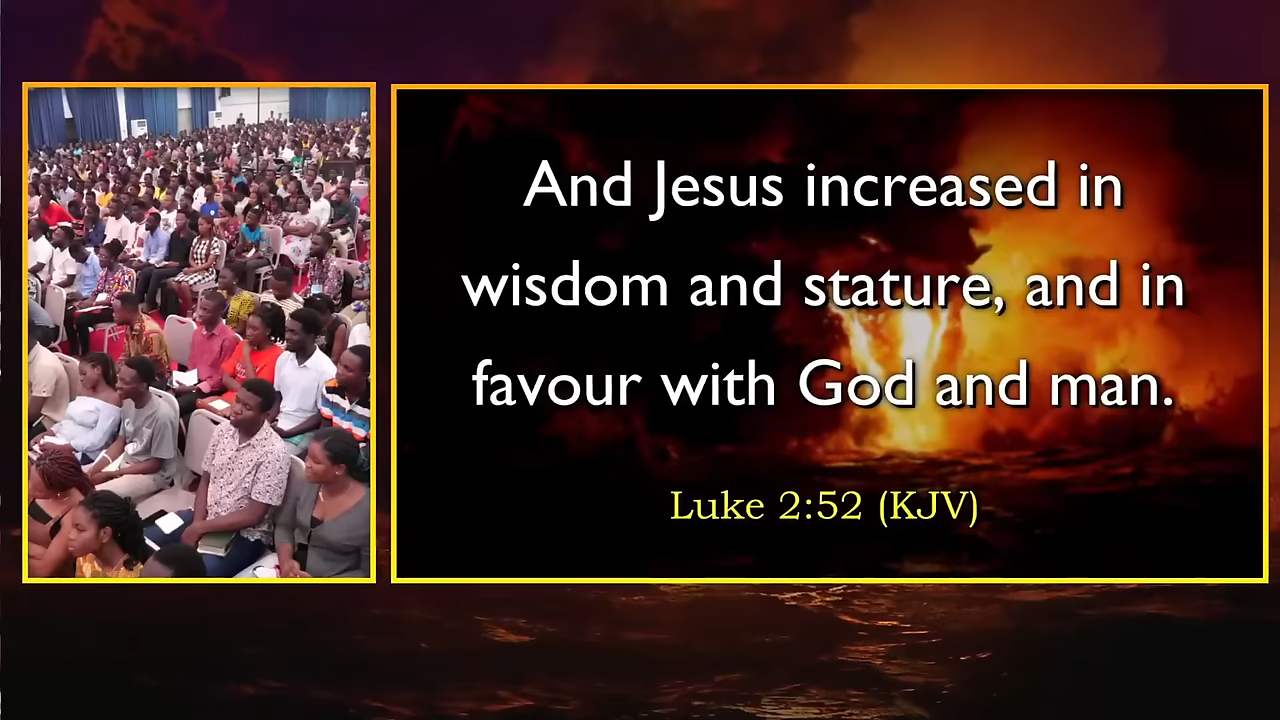 And Jesus increased in
wisdom and stature, and in
favour with God and man.
Luke 2:52 (KJV)